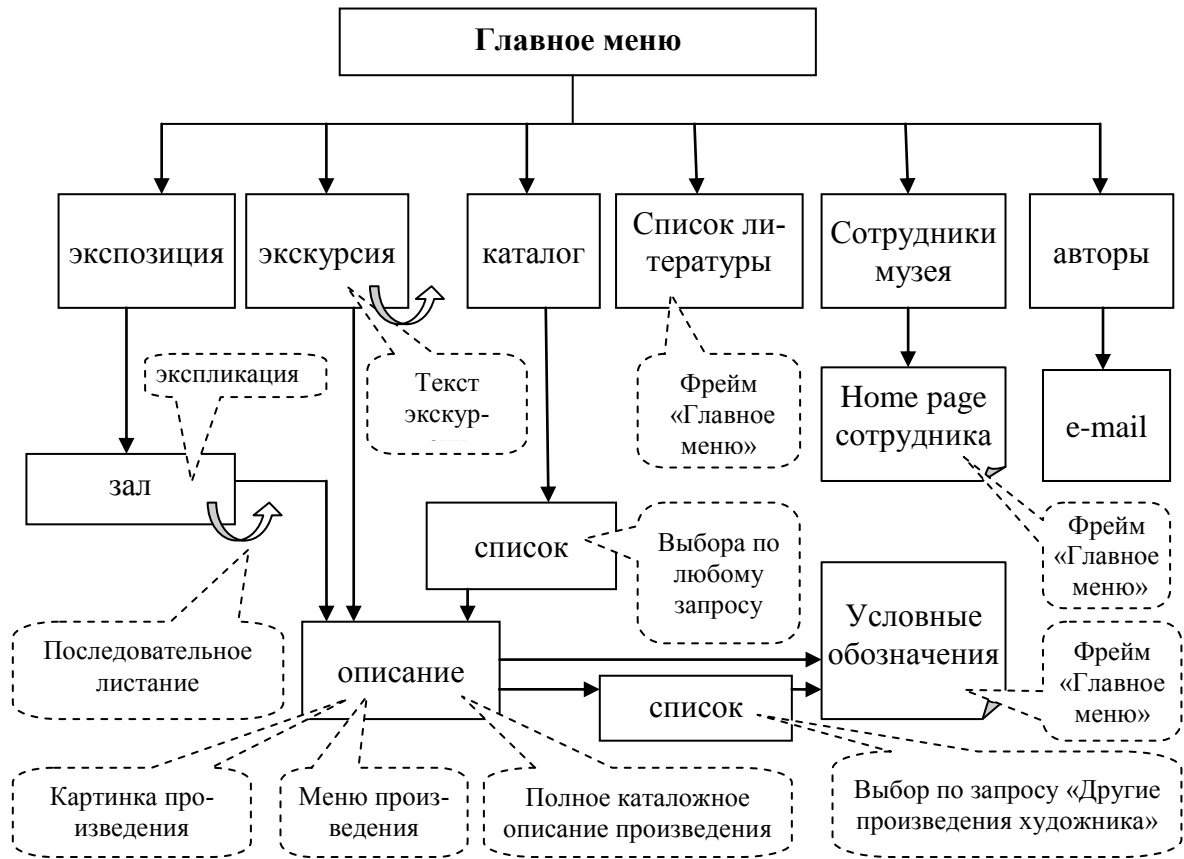 Главное меню
экспозиция
экскурсия
каталог
Список ли-
тературы
Сотрудники
музея
авторы
экспликация
Текст
экскур-
Фрейм
«Главное
меню»
Home page
сотрудника
e-mail
зал
список
Выбора по
любому
запросу
Фрейм
«Главное
меню»
Условные
обозначения
Последовательное
листание
описание
список
Фрейм
«Главное
меню»
Картинка про-
изведения
Меню произ-
ведения
Полное каталожное
описание произведения
Выбор по запросу «Другие
произведения художника»